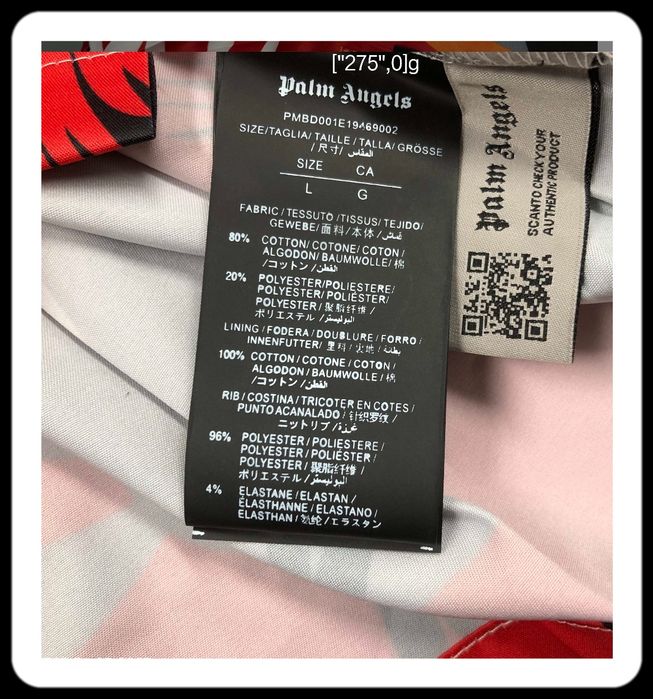 ["275",0]g
Palm Angels
PMBD001E19469002
SIZE/TAGLIA/TAILLE/TALLA/GRÖSSE
/尺寸/ المقاس
SIZE CA
L G
FABRIC/TESSUTO/TISSUS/TEJIDO/
GEWEBE/面料/本体/قماش
80% COTTON/COTONE/COTON/
ALGODON/BAUMWOLLE/棉
/コットン/القطن
20% POLYESTER/POLIESTERE/
POLYESTER/POLIÉSTER/
POLYESTER/聚脂纤维/
ポリエステル/البوليستر
LINING/FODERA/DOUBLURE/FORRO/
INNENFUTTER/里料/裏地/بطانة
100% COTTON/COTONE/COTON/
ALGODON/BAUMWOLLE/棉
/コットン/القطن
RIB/COSTINA/TRICOTER EN COTES/
PUNTO ACANALADO/针织罗纹/
ニットリブ/غرزة
96% POLYESTER/POLIESTERE/
POLYESTER/POLIÉSTER/
POLYESTER/聚脂纤维/
ポリエステル/البوليستر
4% ELASTANE/ELASTAN/
ÉLASTHANNE/ELASTANO/
ELASTHAN/氨纶/エラスタン
Palm Angels
SCAN TO CHECK YOUR
AUTHENTIC PRODUCT